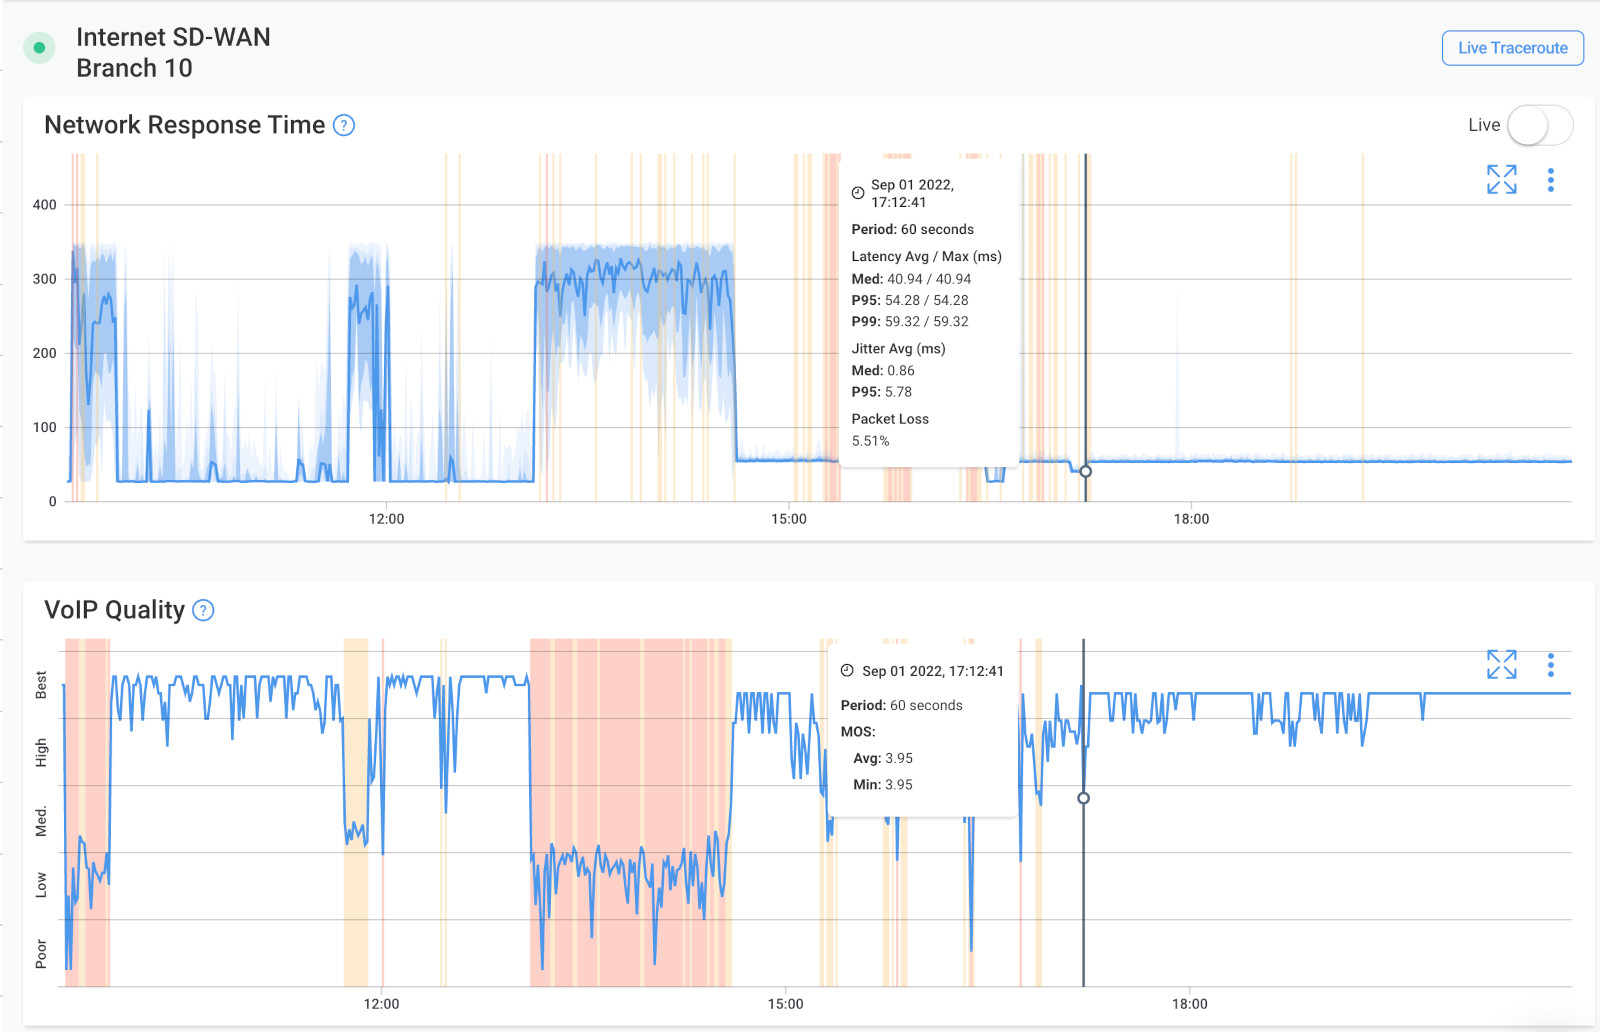 Internet SD-WAN
Branch 10
Live Traceroute
Network Response Time ?
Live
400
300
200
100
0
12:00
15:00
18:00
Sep 01 2022,
17:12:41
Period: 60 seconds
Latency Avg / Max (ms)
Med: 40.94 / 40.94
P95: 54.28 / 54.28
P99: 59.32 / 59.32
Jitter Avg (ms)
Med: 0.86
P95: 5.78
Packet Loss
5.51%
VoIP Quality ?
Best
High
Med.
Low
Poor
12:00
15:00
18:00
Sep 01 2022, 17:12:41
Period: 60 seconds
MOS:
Avg: 3.95
Min: 3.95